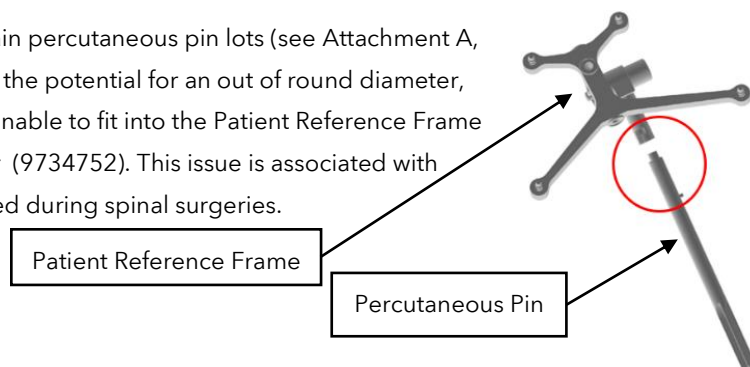 in percutaneous pin lots (see Attachment A,
the potential for an out of round diameter,
nable to fit into the Patient Reference Frame
(9734752). This issue is associated with
ed during spinal surgeries.
Patient Reference Frame
Percutaneous Pin